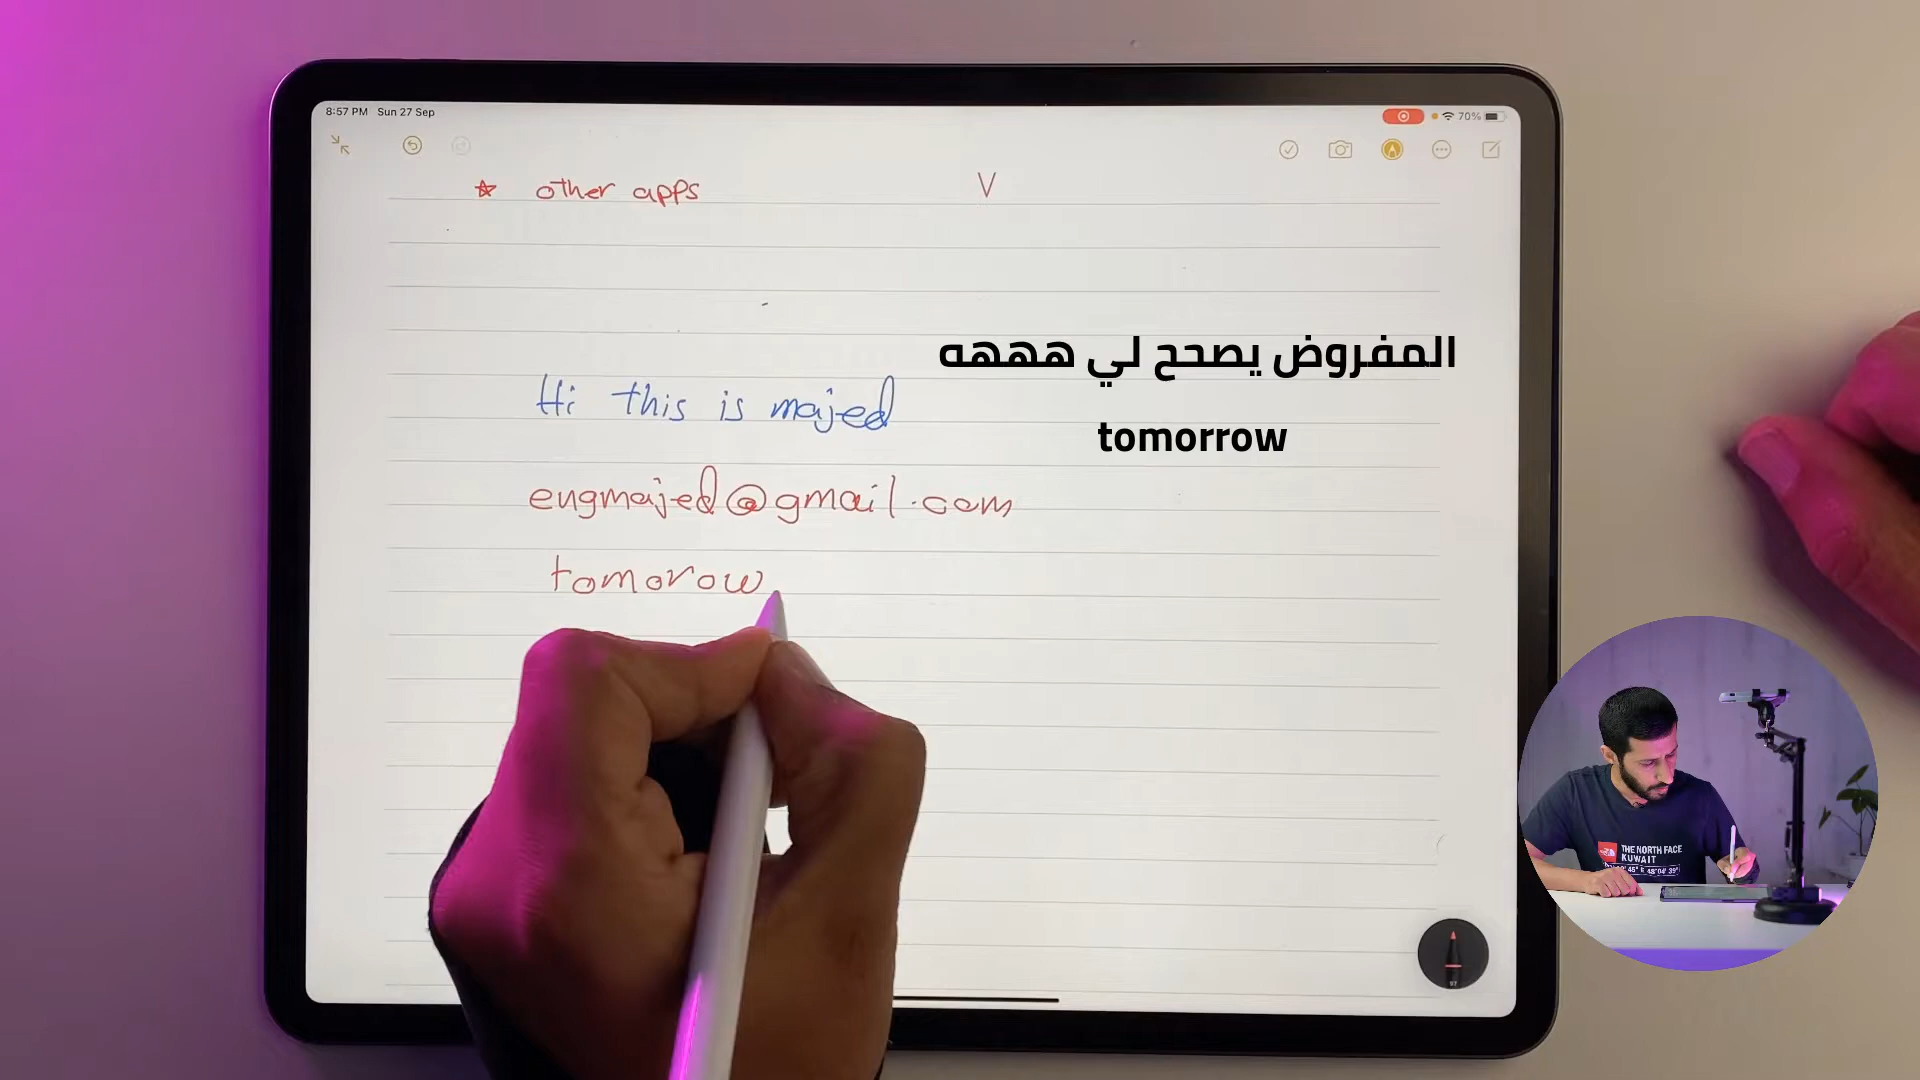 8:57 PM Sun 27 Sep
70%
☆ other apps
V
المفروض يصحح لي هههه
tomorrow
Hi this is majed
engmajed@gmail.com
tomorow
THE NORTH FACE
KUWAIT